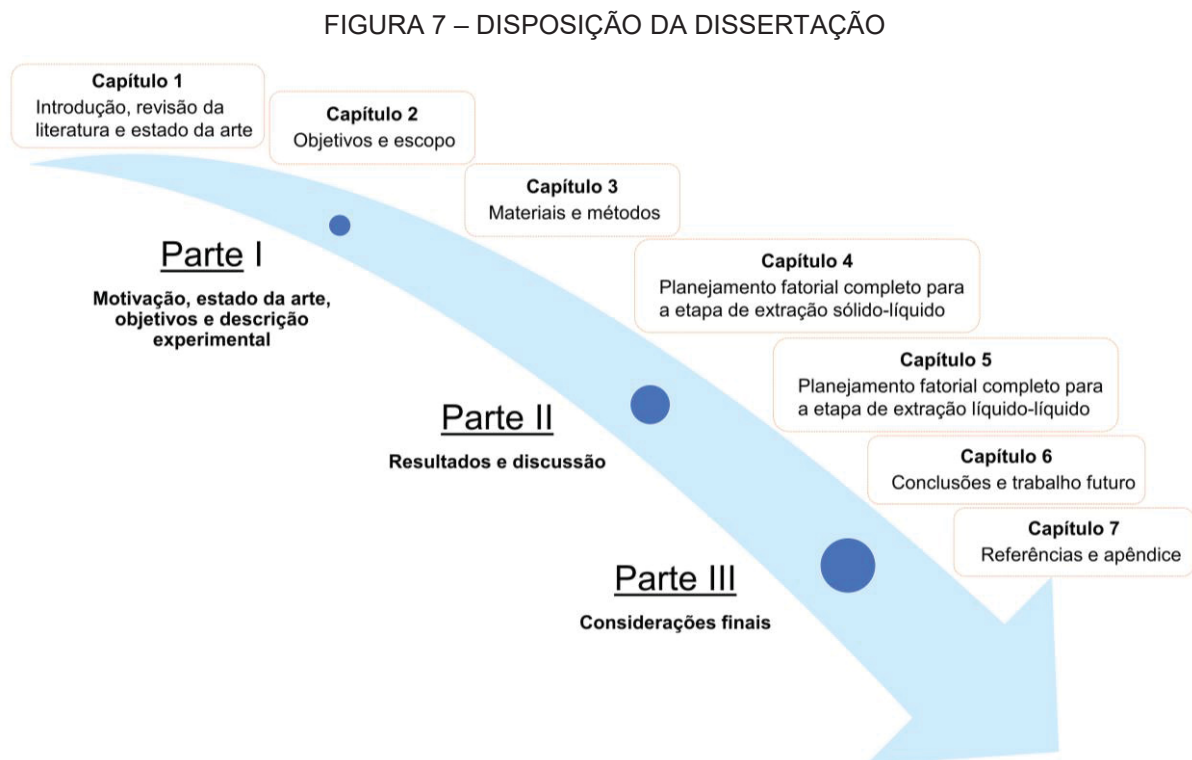 FIGURA 7 – DISPOSIÇÃO DA DISSERTAÇÃO
Capítulo 1
Introdução, revisão da
literatura e estado da arte
Capítulo 2
Objetivos e escopo
Capítulo 3
Materiais e métodos
Parte I
Motivação, estado da arte,
objetivos e descrição
experimental
Capítulo 4
Planejamento fatorial completo para
a etapa de extração sólido-líquido
Capítulo 5
Planejamento fatorial completo para
a etapa de extração líquido-líquido
Parte II
Resultados e discussão
Capítulo 6
Conclusões e trabalho futuro
Capítulo 7
Referências e apêndice
Parte III
Considerações finais